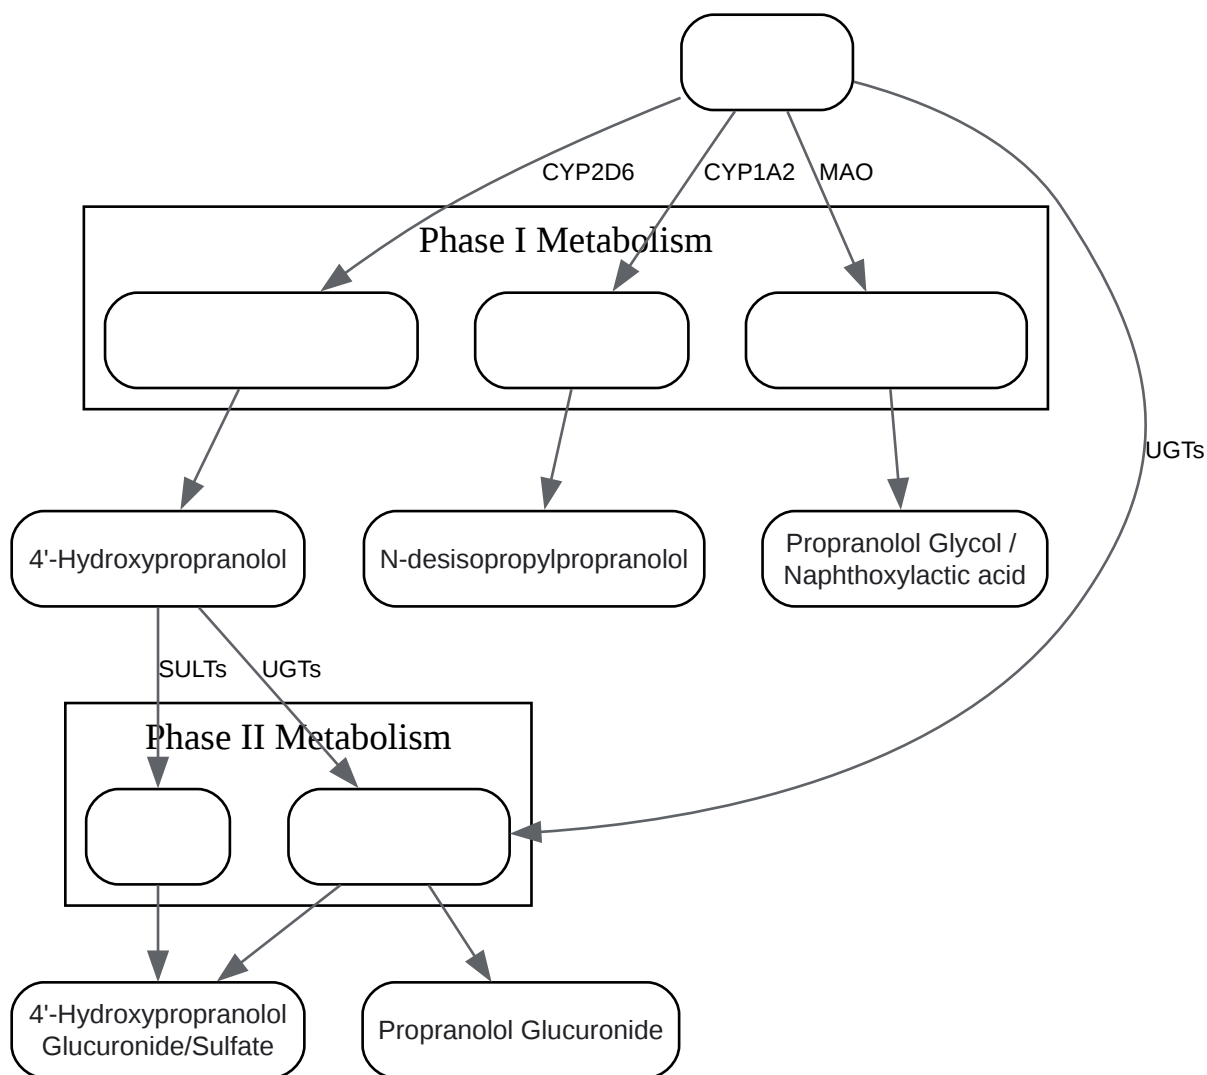 CYP2D6
CYP1A2
MAO
Phase I Metabolism
UGTs
4'-Hydroxypropranolol
N-desisopropylpropranolol
Propranolol Glycol /
Naphthoxylactic acid
SULTs
UGTs
Phase II Metabolism
4'-Hydroxypropranolol
Glucuronide/Sulfate
Propranolol Glucuronide